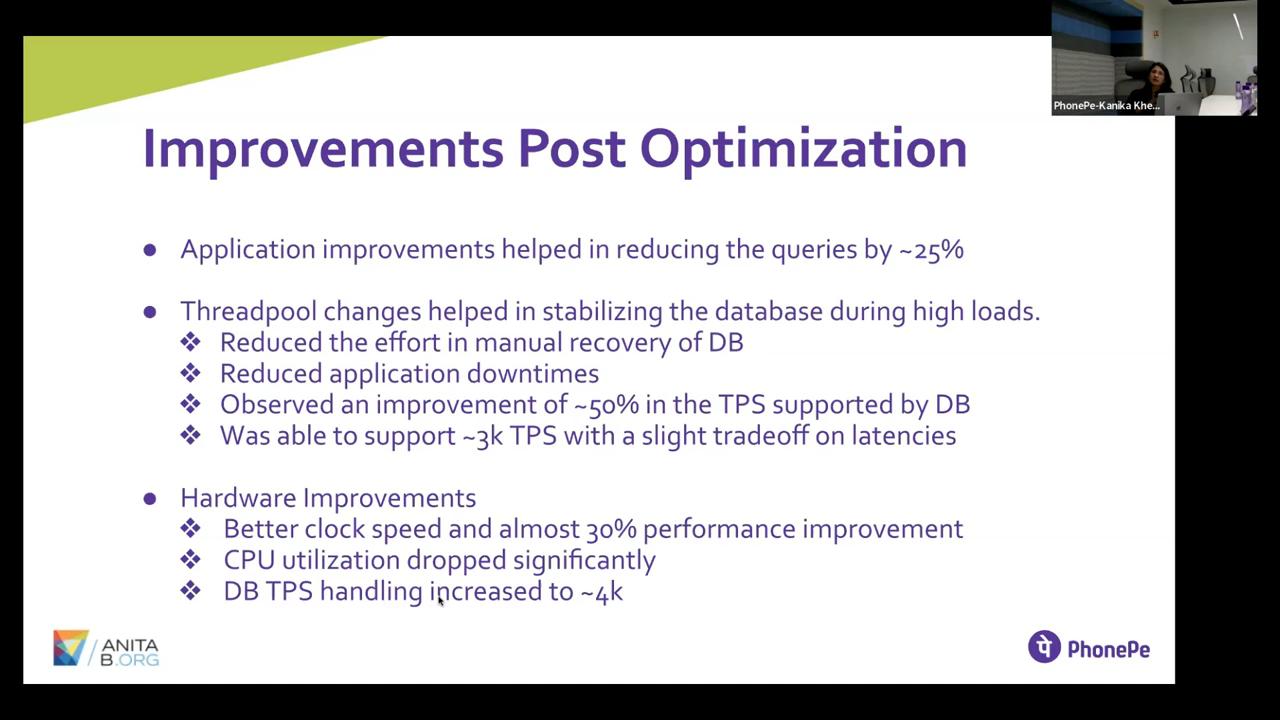 PhonePe-Kanika Khe...
Improvements Post Optimization
● Application improvements helped in reducing the queries by ~25%
● Threadpool changes helped in stabilizing the database during high loads.
❖ Reduced the effort in manual recovery of DB
❖ Reduced application downtimes
❖ Observed an improvement of ~50% in the TPS supported by DB
❖ Was able to support ~3k TPS with a slight tradeoff on latencies
● Hardware Improvements
❖ Better clock speed and almost 30% performance improvement
❖ CPU utilization dropped significantly
❖ DB TPS handling increased to ~4k
ANITA
B.ORG
पे PhonePe